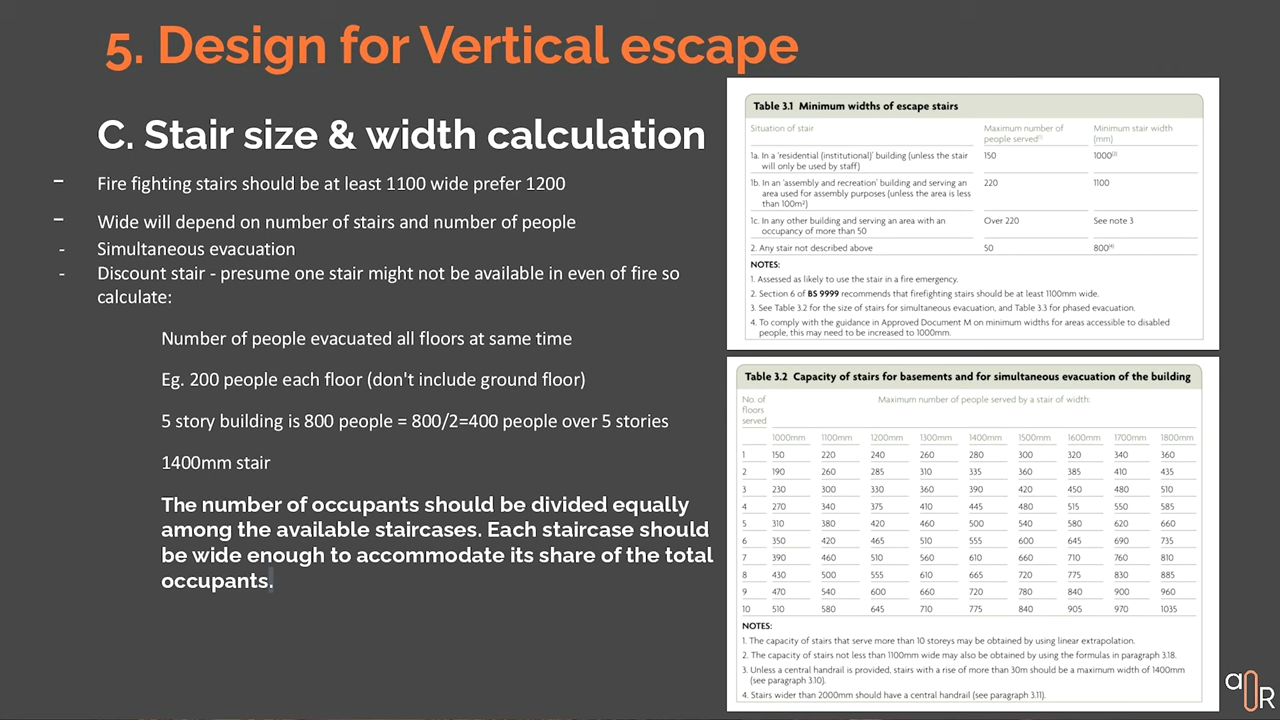 5. Design for Vertical escape
C. Stair size & width calculation
– Fire fighting stairs should be at least 1100 wide prefer 1200
– Wide will depend on number of stairs and number of people
- Simultaneous evacuation
- Discount stair - presume one stair might not be available in even of fire so
calculate:
Number of people evacuated all floors at same time
Eg. 200 people each floor (don't include ground floor)
5 story building is 800 people = 800/2=400 people over 5 stories
1400mm stair
The number of occupants should be divided equally
among the available staircases. Each staircase should
be wide enough to accommodate its share of the total
occupants.
Table 3.1 Minimum widths of escape stairs
Situation of stair Maximum number of people served(1) Minimum stair width (mm)
1a. In a 'residential (institutional)' building (unless the stair 150 1000(2)
will only be used by staff)
1b. In an 'assembly and recreation' building and serving an 220 1100
area used for assembly purposes (unless the area is less
than 100m²)
1c. In any other building and serving an area with an Over 220 See note 3
occupancy of more than 50
2. Any stair not described above 50 800(4)
NOTES:
1. Assessed as likely to use the stair in a fire emergency.
2. Section 6 of BS 9999 recommends that firefighting stairs should be at least 1100mm wide.
3. See Table 3.2 for the size of stairs for simultaneous evacuation, and Table 3.3 for phased evacuation.
4. To comply with the guidance in Approved Document M on minimum widths for areas accessible to disabled
people, this may need to be increased to 1000mm.
Table 3.2 Capacity of stairs for basements and for simultaneous evacuation of the building
No. of floors served Maximum number of people served by a stair of width:
1000mm 1100mm 1200mm 1300mm 1400mm 1500mm 1600mm 1700mm 1800mm
1 150 220 240 260 280 300 320 340 360
2 190 260 285 310 335 360 385 410 435
3 230 300 330 360 390 420 450 480 510
4 270 340 375 410 445 480 515 550 585
5 310 380 420 460 500 540 580 620 660
6 350 420 465 510 555 600 645 690 735
7 390 460 510 560 610 660 710 760 810
8 430 500 555 610 665 720 775 830 885
9 470 540 600 660 720 780 840 900 960
10 510 580 645 710 775 840 905 970 1035
NOTES:
1. The capacity of stairs that serve more than 10 storeys may be obtained by using linear extrapolation.
2. The capacity of stairs not less than 1100mm wide may also be obtained by using the formulas in paragraph 3.18.
3. Unless a central handrail is provided, stairs with a rise of more than 30m should be a maximum width of 1400mm
(see paragraph 3.10).
4. Stairs wider than 2000mm should have a central handrail (see paragraph 3.11).
a0R